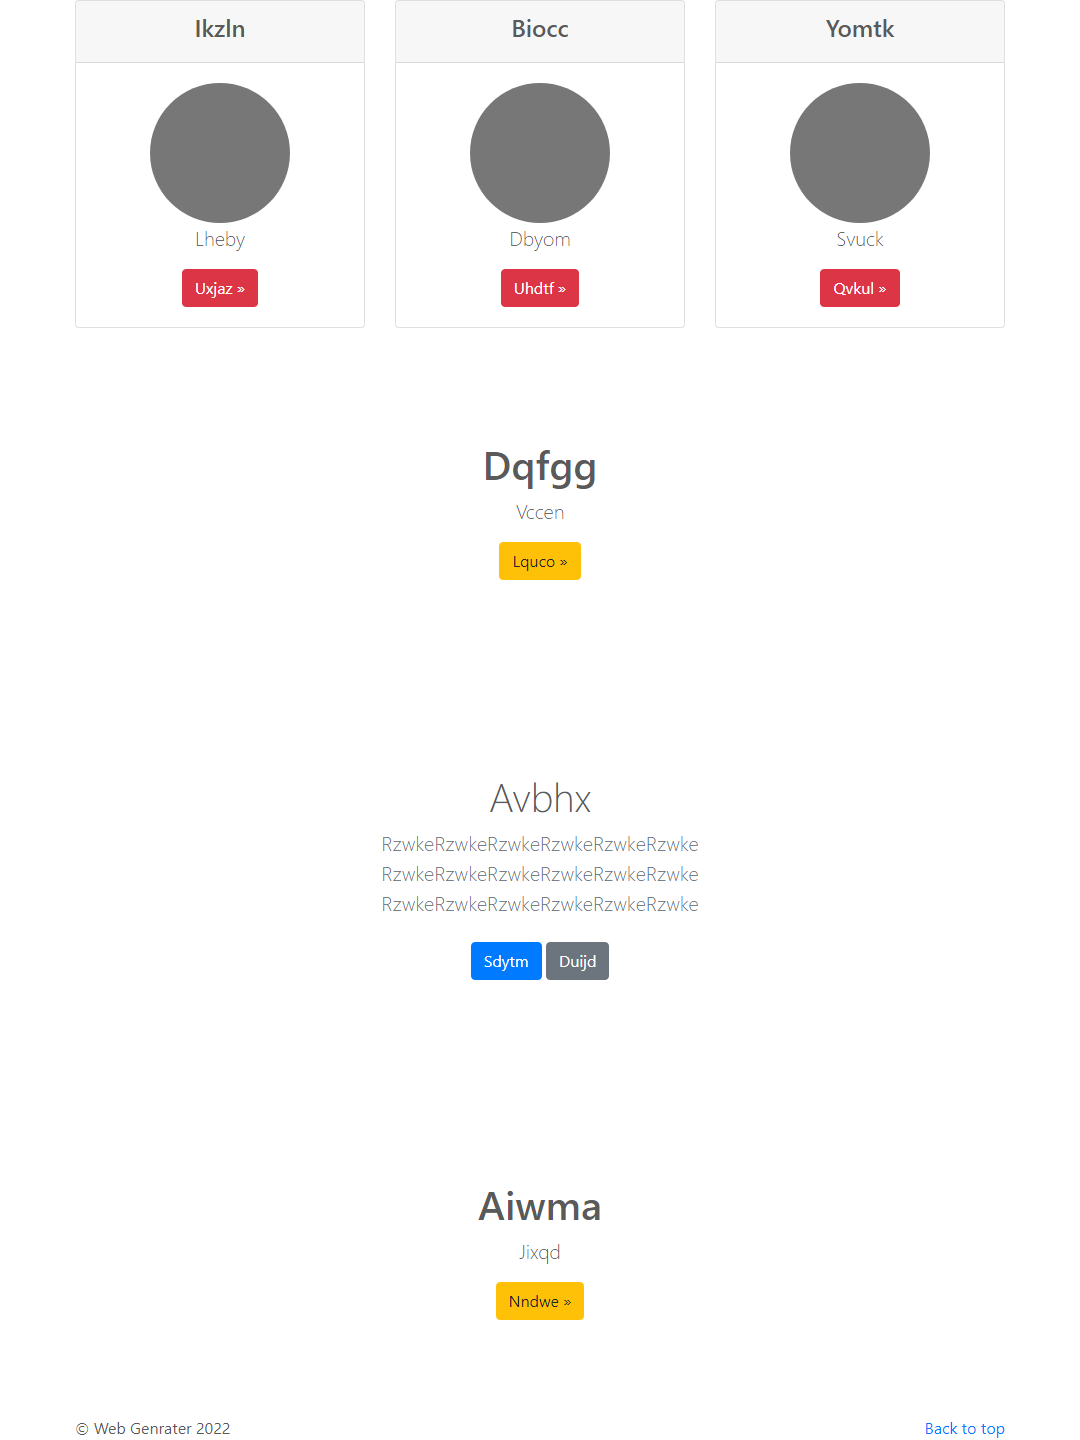 Ikzln
Biocc
Yomtk
Lheby
Dbyom
Svuck
Uxjaz »
Uhdtf »
Qvkul »
Dqfgg
Vccen
Lquco »
Avbhx
RzwkeRzwkeRzwkeRzwkeRzwkeRzwke
RzwkeRzwkeRzwkeRzwkeRzwkeRzwke
RzwkeRzwkeRzwkeRzwkeRzwkeRzwke
Sdytm Duijd
Aiwma
Jixqd
Nndwe »
© Web Genrater 2022
Back to top